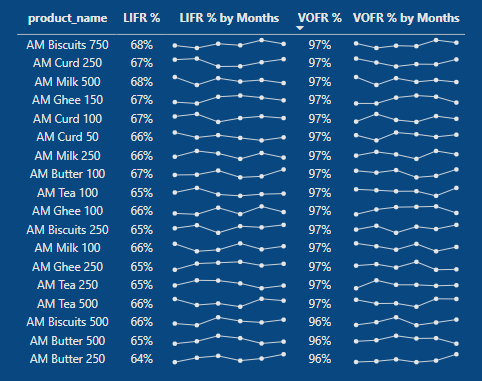 product_name LIFR % LIFR % by Months VOFR % VOFR % by Months
AM Biscuits 750 68% 97%
AM Curd 250 67% 97%
AM Milk 500 68% 97%
AM Ghee 150 67% 97%
AM Curd 100 67% 97%
AM Curd 50 66% 97%
AM Milk 250 66% 97%
AM Butter 100 67% 97%
AM Tea 100 65% 97%
AM Ghee 100 66% 97%
AM Biscuits 250 65% 97%
AM Milk 100 66% 97%
AM Ghee 250 65% 97%
AM Tea 250 65% 97%
AM Tea 500 66% 97%
AM Biscuits 500 66% 96%
AM Butter 500 65% 96%
AM Butter 250 64% 96%